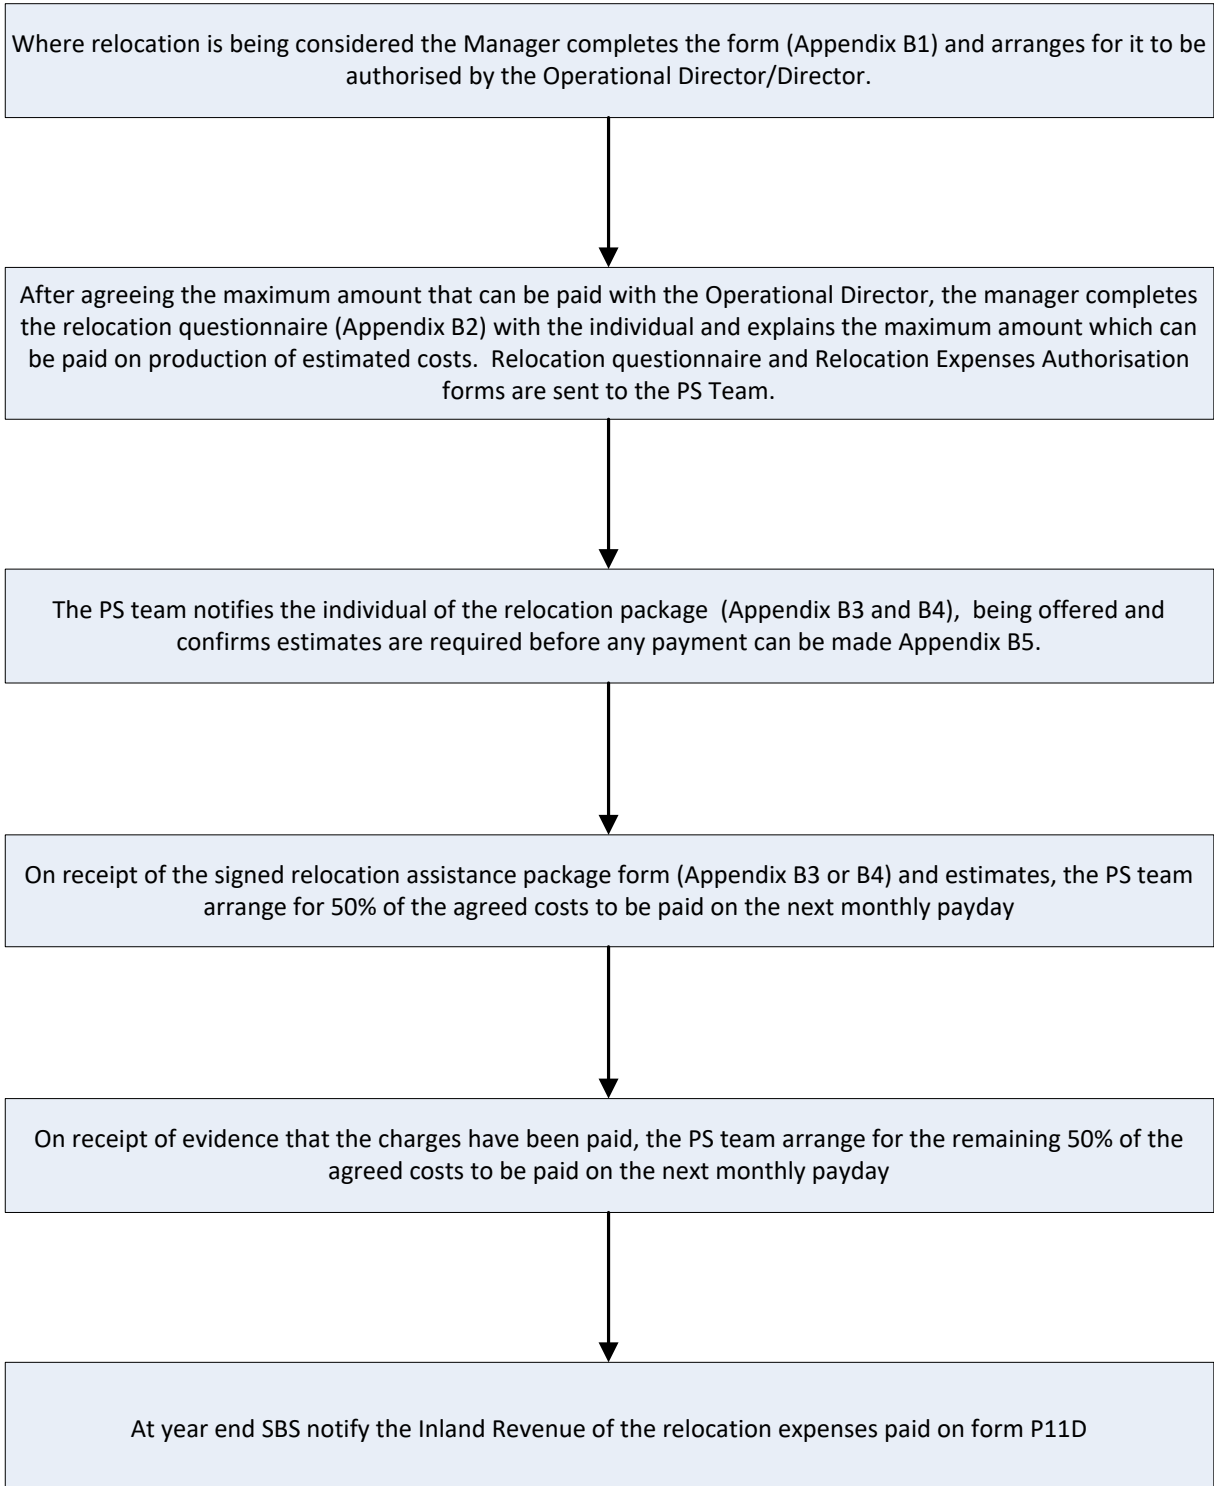 Where relocation is being considered the Manager completes the form (Appendix B1) and arranges for it to be
authorised by the Operational Director/Director.
After agreeing the maximum amount that can be paid with the Operational Director, the manager completes
the relocation questionnaire (Appendix B2) with the individual and explains the maximum amount which can
be paid on production of estimated costs.  Relocation questionnaire and Relocation Expenses Authorisation
forms are sent to the PS Team.
The PS team notifies the individual of the relocation package  (Appendix B3 and B4),  being offered and
confirms estimates are required before any payment can be made Appendix B5.
On receipt of the signed relocation assistance package form (Appendix B3 or B4) and estimates, the PS team
arrange for 50% of the agreed costs to be paid on the next monthly payday
On receipt of evidence that the charges have been paid, the PS team arrange for the remaining 50% of the
agreed costs to be paid on the next monthly payday
At year end SBS notify the Inland Revenue of the relocation expenses paid on form P11D